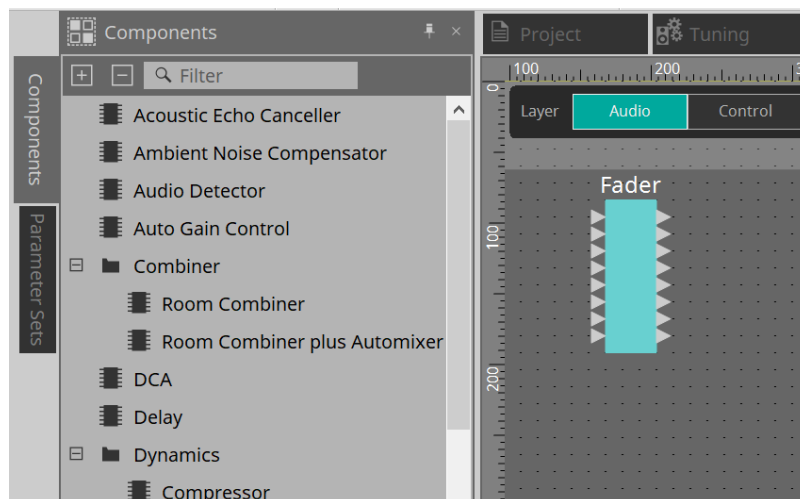 Components
Project
Tuning
Filter
Components
Parameter Sets
Acoustic Echo Canceller
Ambient Noise Compensator
Audio Detector
Auto Gain Control
Combiner
Room Combiner
Room Combiner plus Automixer
DCA
Delay
Dynamics
Compressor
100
200
0
Layer
Audio
Control
Fader
100
200